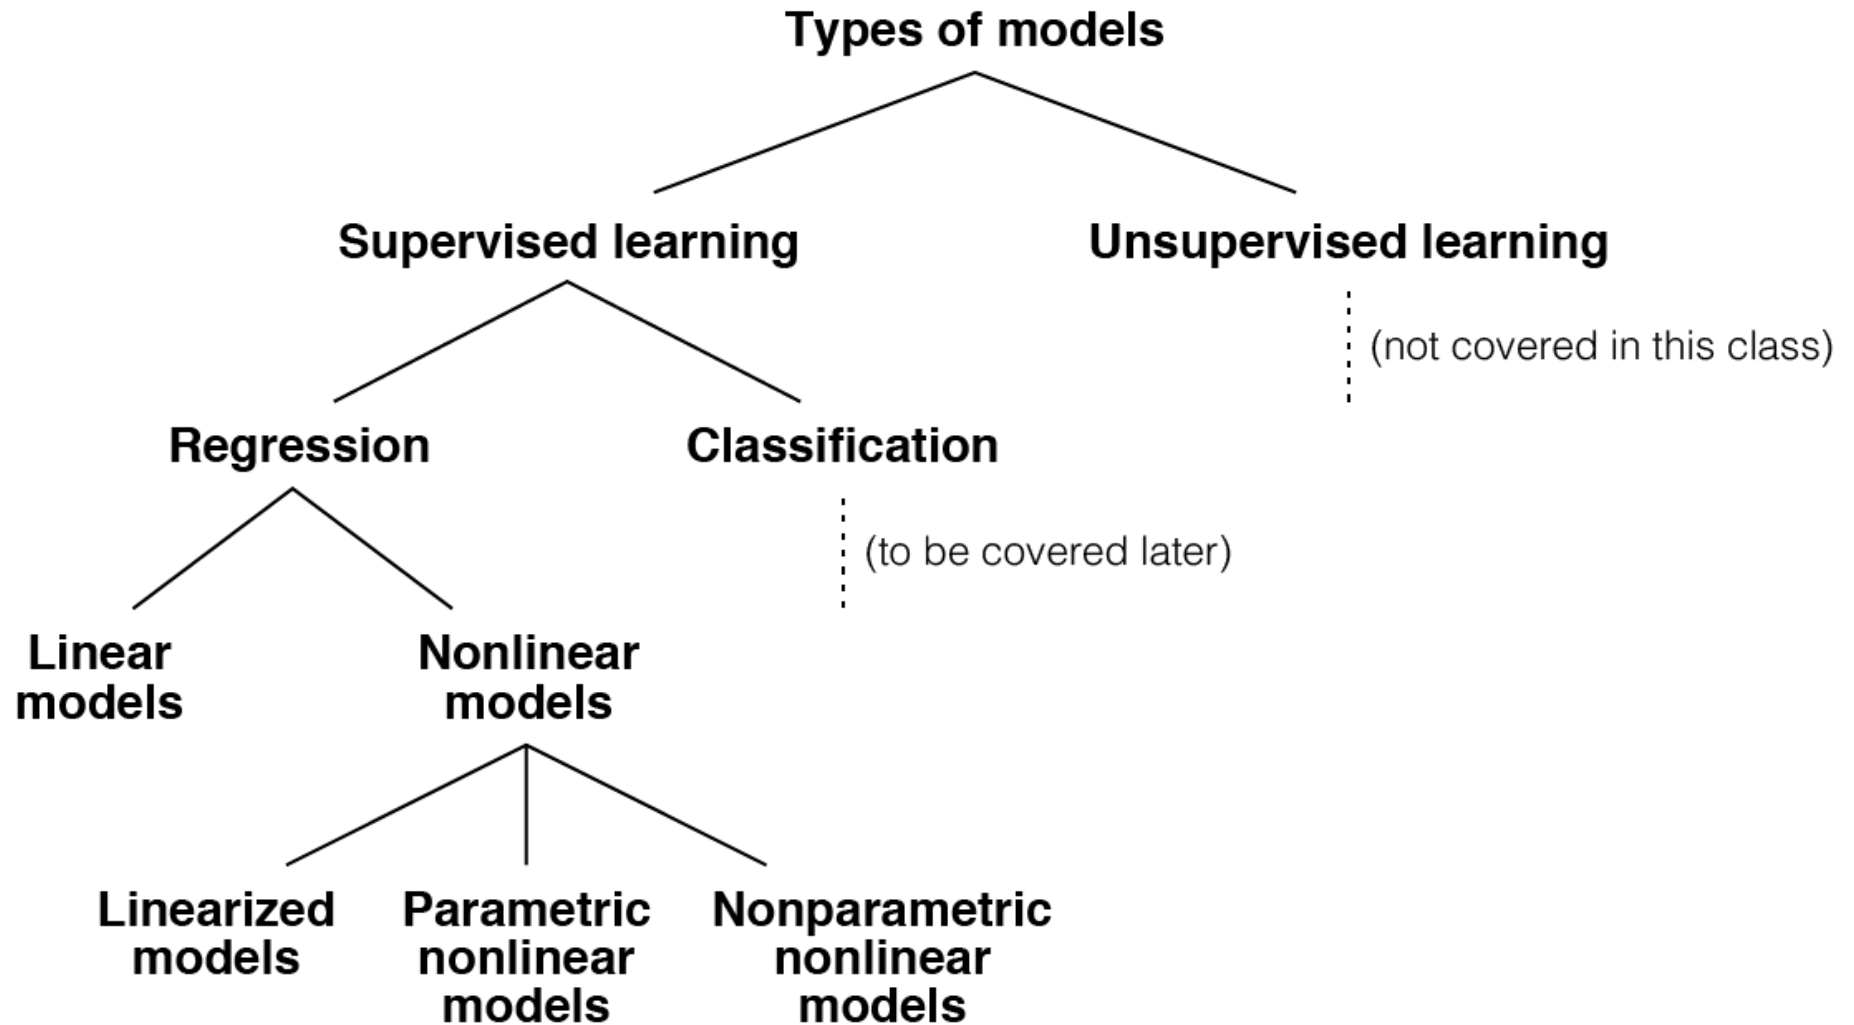 Types of models
Supervised learning
Unsupervised learning
(not covered in this class)
Regression
Classification
(to be covered later)
Linear
models
Nonlinear
models
Linearized
models
Parametric
nonlinear
models
Nonparametric
nonlinear
models